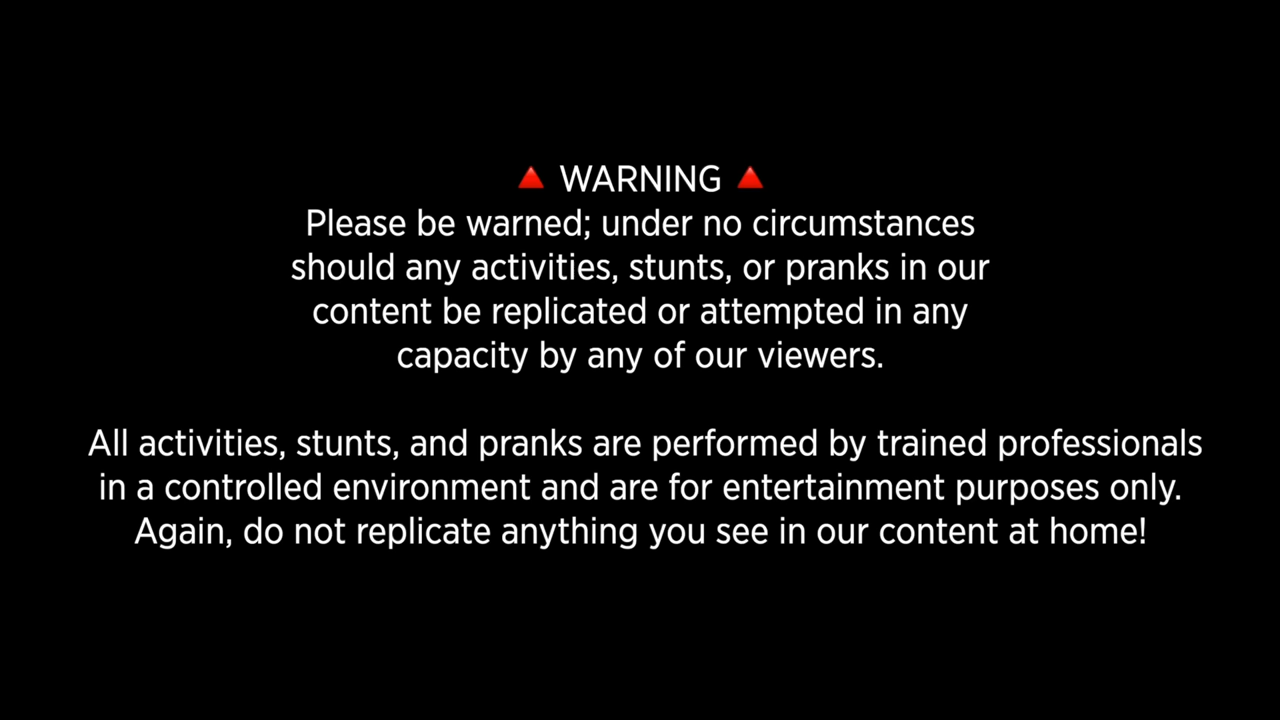 🔺 WARNING 🔺
Please be warned; under no circumstances
should any activities, stunts, or pranks in our
content be replicated or attempted in any
capacity by any of our viewers.
All activities, stunts, and pranks are performed by trained professionals
in a controlled environment and are for entertainment purposes only.
Again, do not replicate anything you see in our content at home!